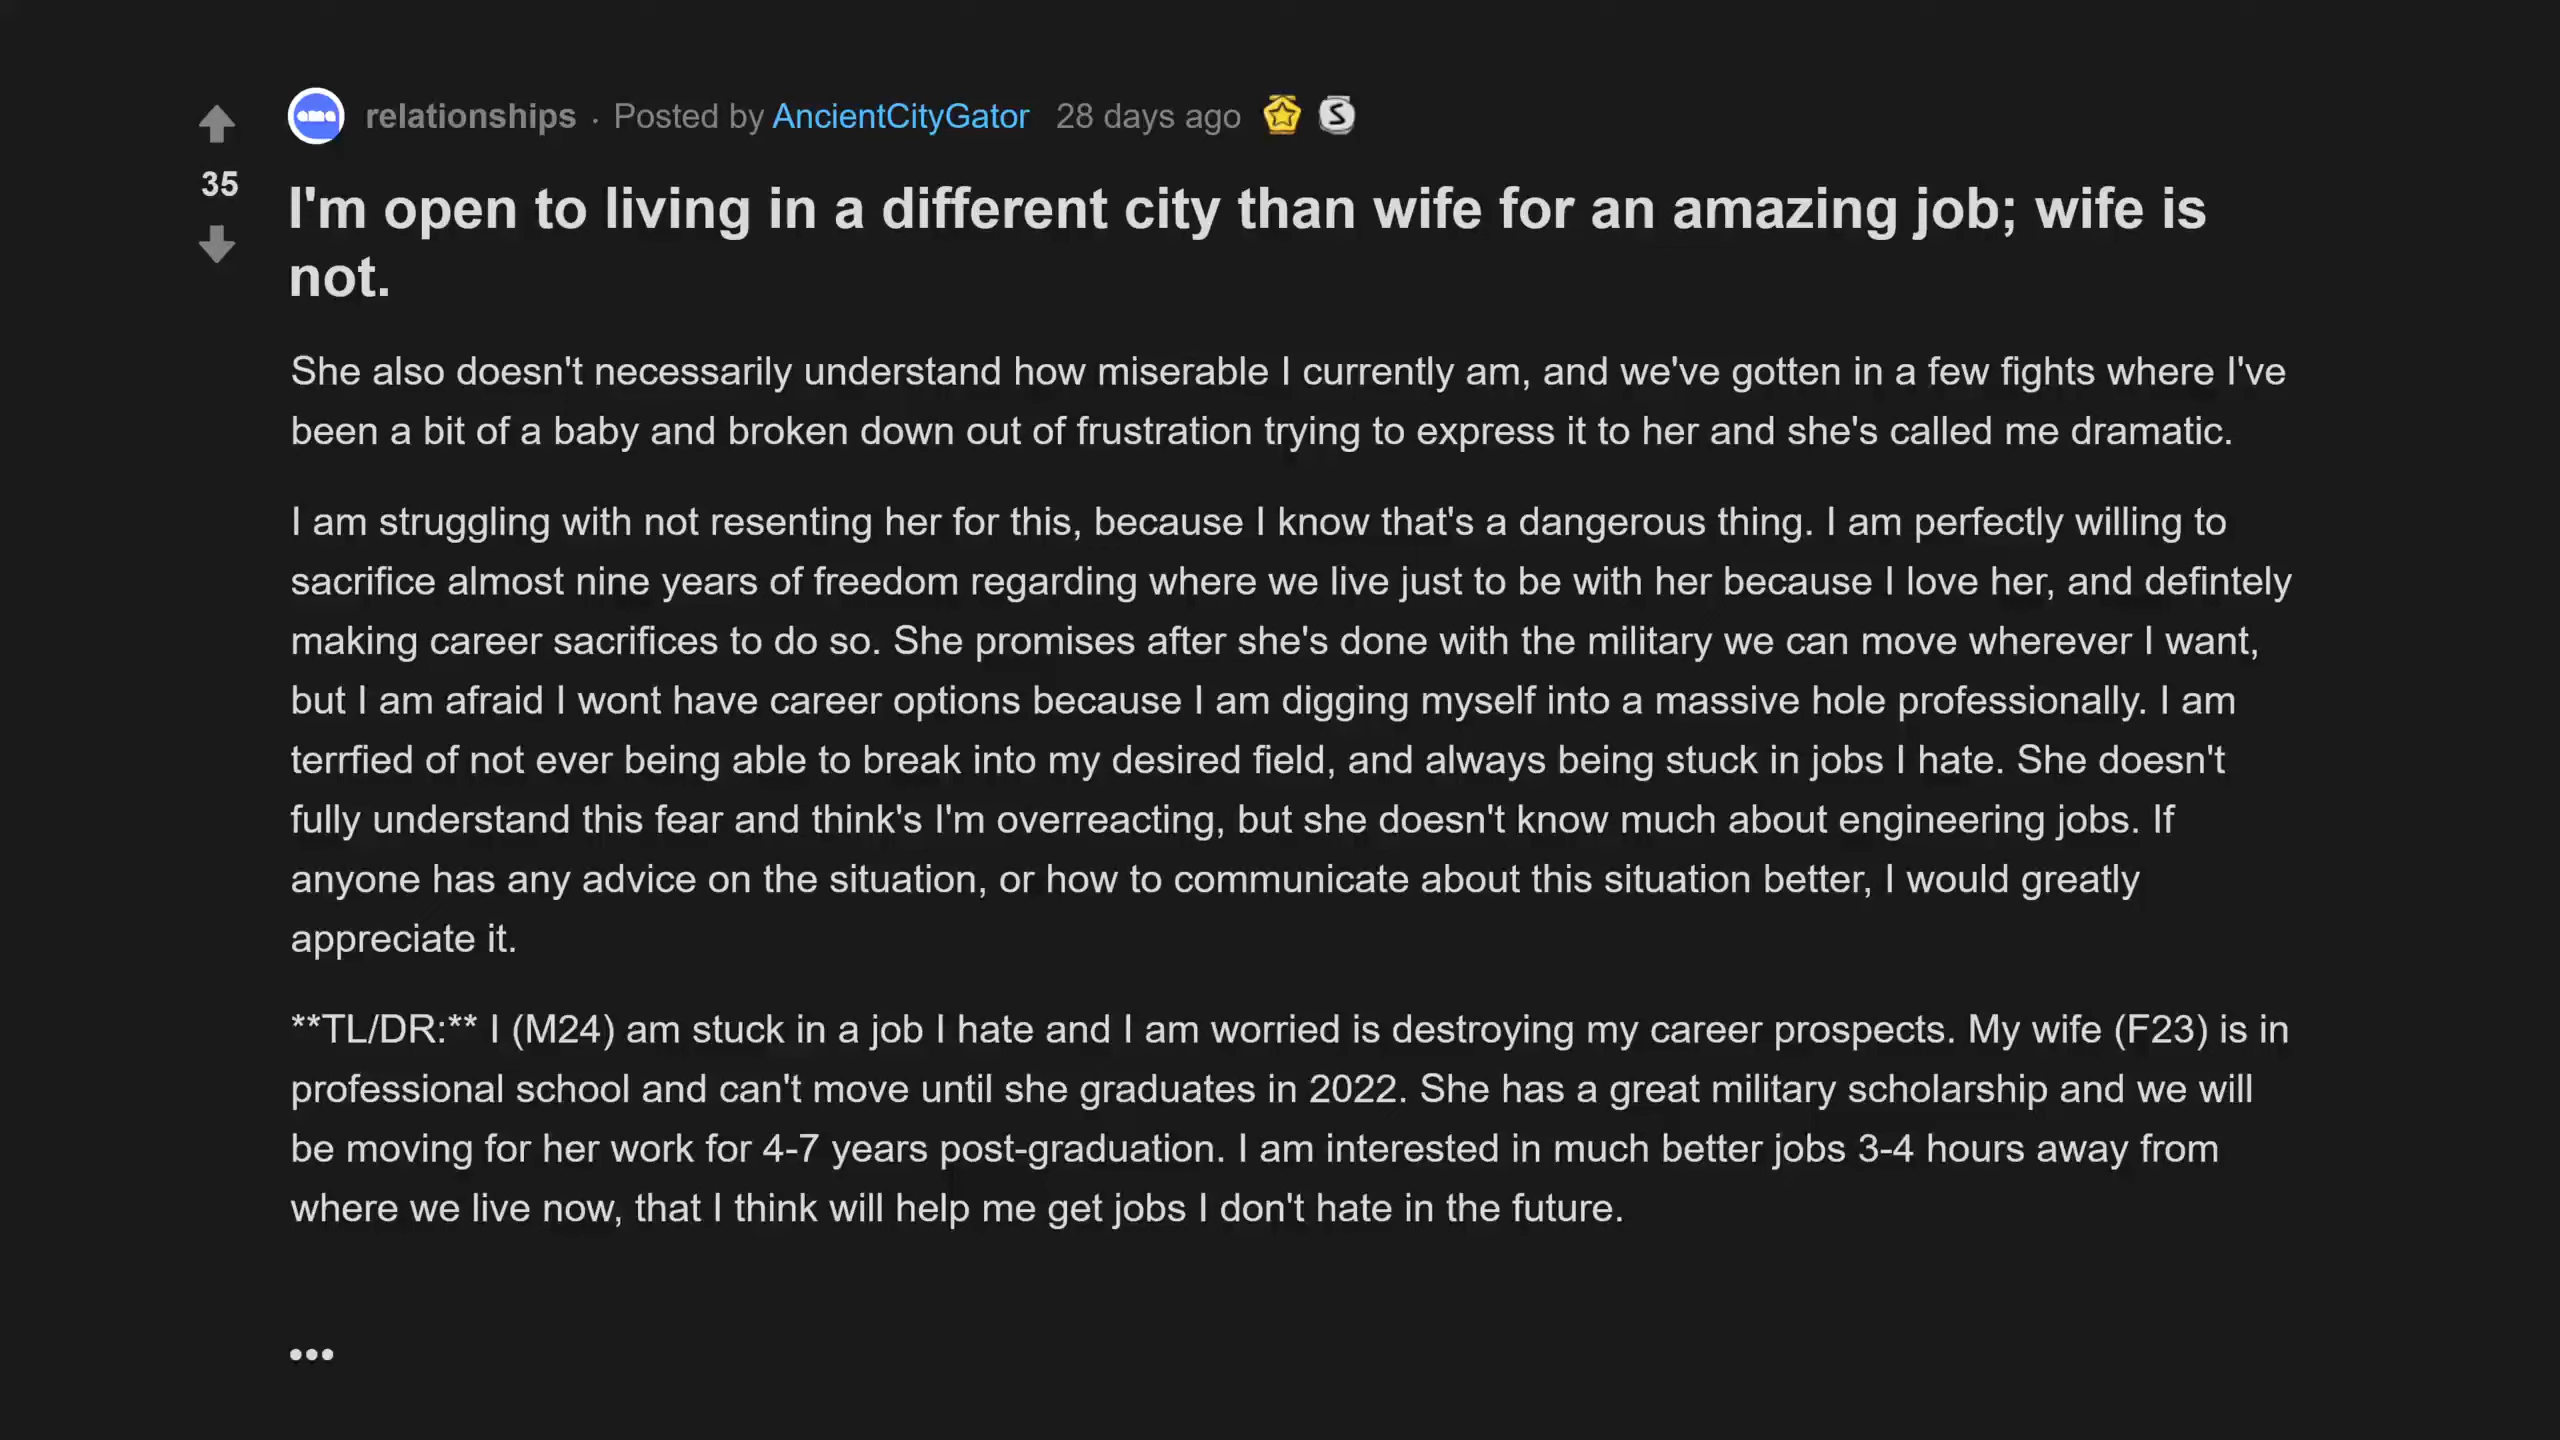 relationships · Posted by AncientCityGator 28 days ago
35
I'm open to living in a different city than wife for an amazing job; wife is
not.
She also doesn't necessarily understand how miserable I currently am, and we've gotten in a few fights where I've
been a bit of a baby and broken down out of frustration trying to express it to her and she's called me dramatic.
I am struggling with not resenting her for this, because I know that's a dangerous thing. I am perfectly willing to
sacrifice almost nine years of freedom regarding where we live just to be with her because I love her, and defintely
making career sacrifices to do so. She promises after she's done with the military we can move wherever I want,
but I am afraid I wont have career options because I am digging myself into a massive hole professionally. I am
terrfied of not ever being able to break into my desired field, and always being stuck in jobs I hate. She doesn't
fully understand this fear and think's I'm overreacting, but she doesn't know much about engineering jobs. If
anyone has any advice on the situation, or how to communicate about this situation better, I would greatly
appreciate it.
**TL/DR:** I (M24) am stuck in a job I hate and I am worried is destroying my career prospects. My wife (F23) is in
professional school and can't move until she graduates in 2022. She has a great military scholarship and we will
be moving for her work for 4-7 years post-graduation. I am interested in much better jobs 3-4 hours away from
where we live now, that I think will help me get jobs I don't hate in the future.
•••